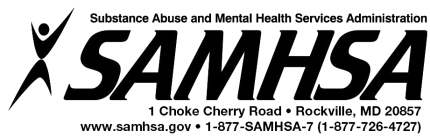 Substance Abuse and Mental Health Services Administration
SAMHSA
1 Choke Cherry Road • Rockville, MD 20857
www.samhsa.gov • 1-877-SAMHSA-7 (1-877-726-4727)